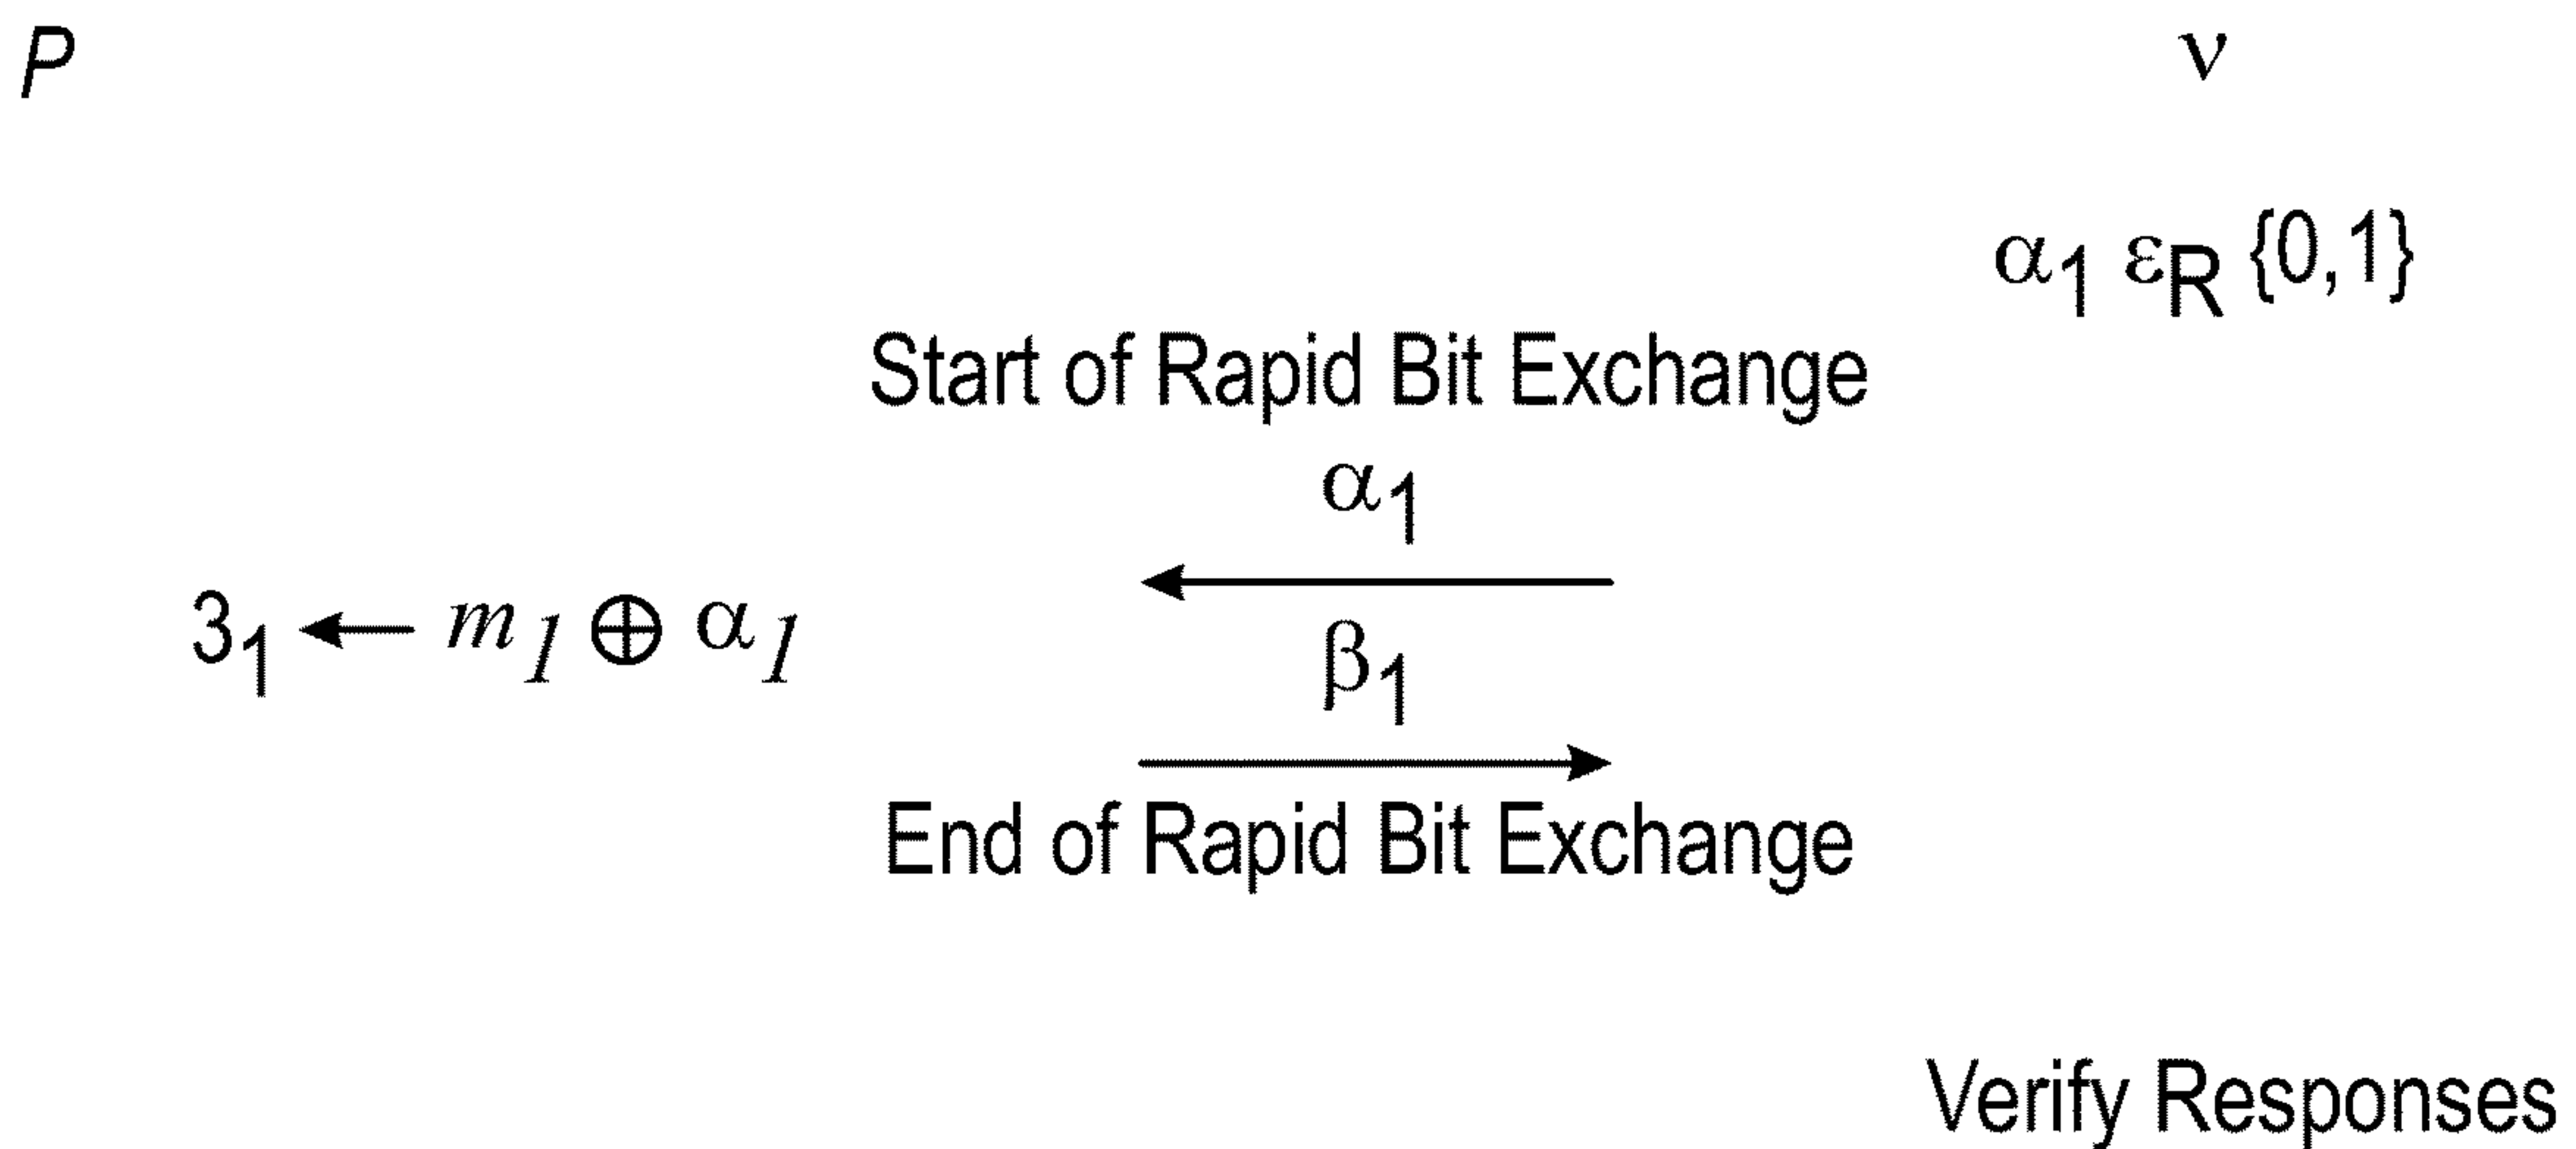 P ν
α1 εR {0,1}
Start of Rapid Bit Exchange
α1
31 ← m1 ⊕ α1
β1
End of Rapid Bit Exchange
Verify Responses